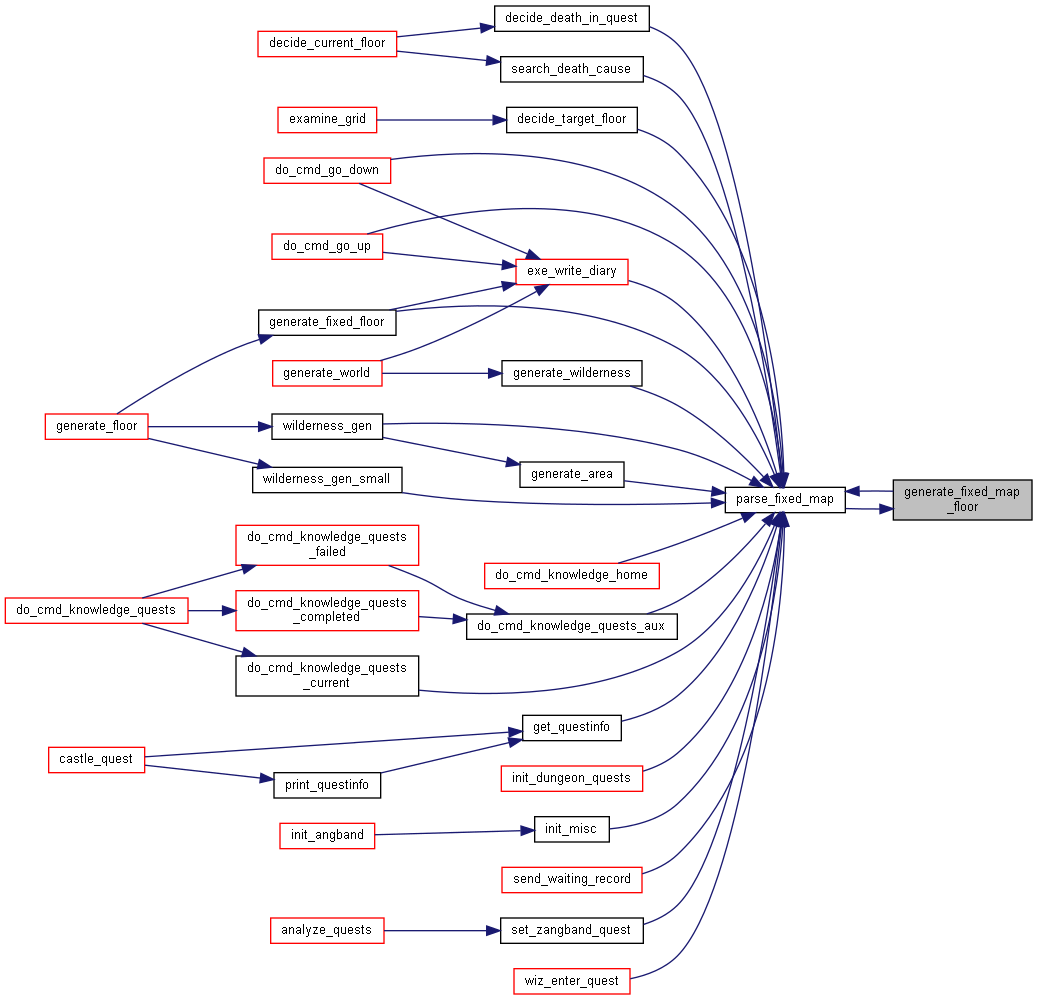 decide_death_in_quest
decide_current_floor
search_death_cause
examine_grid
decide_target_floor
do_cmd_go_down
do_cmd_go_up
exe_write_diary
generate_fixed_floor
generate_world
generate_wilderness
generate_floor
wilderness_gen
generate_area
wilderness_gen_small
parse_fixed_map
generate_fixed_map
_floor
do_cmd_knowledge_quests
_failed
do_cmd_knowledge_home
do_cmd_knowledge_quests
do_cmd_knowledge_quests
_completed
do_cmd_knowledge_quests_aux
do_cmd_knowledge_quests
_current
get_questinfo
castle_quest
print_questinfo
init_dungeon_quests
init_angband
init_misc
send_waiting_record
analyze_quests
set_zangband_quest
wiz_enter_quest